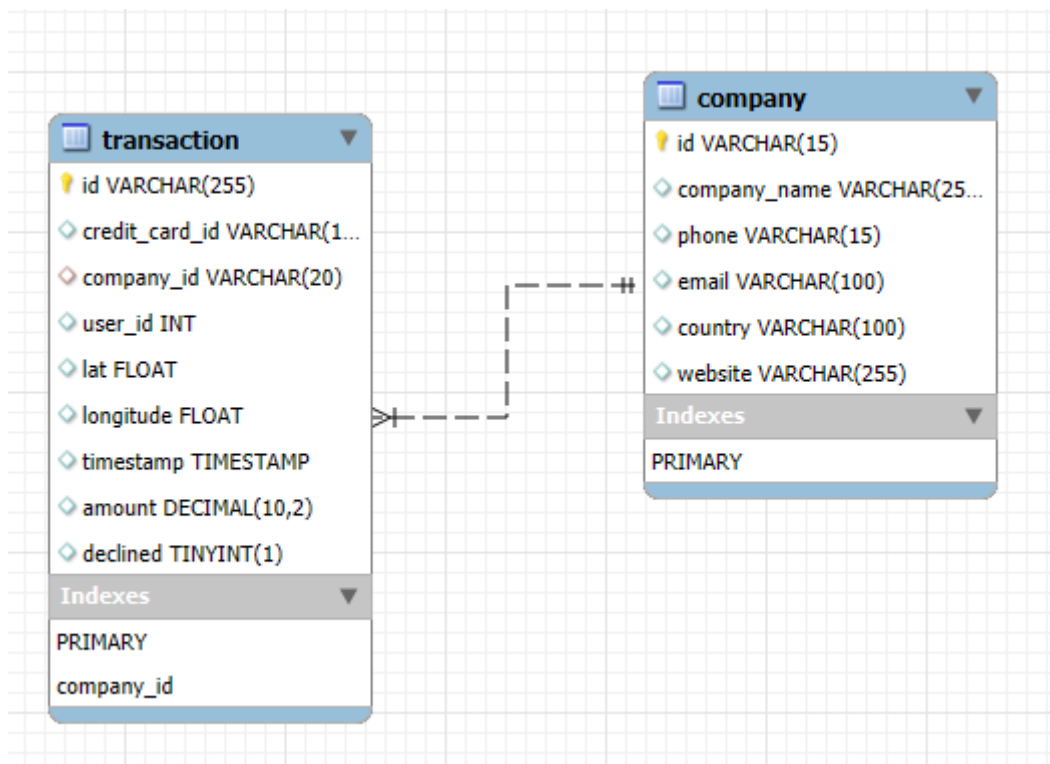 transaction
id VARCHAR(255)
credit_card_id VARCHAR(1...
company_id VARCHAR(20)
user_id INT
lat FLOAT
longitude FLOAT
timestamp TIMESTAMP
amount DECIMAL(10,2)
declined TINYINT(1)
Indexes
PRIMARY
company_id
company
id VARCHAR(15)
company_name VARCHAR(25...
phone VARCHAR(15)
email VARCHAR(100)
country VARCHAR(100)
website VARCHAR(255)
Indexes
PRIMARY